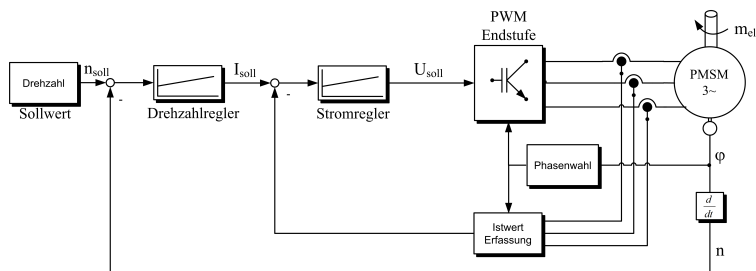 PWM
Endstufe
m_el
n_soll
I_soll
U_soll
Drehzahl
Sollwert
-
Drehzahlregler
-
Stromregler
PMSM
3~
Phasenwahl
φ
d
dt
Istwert
Erfassung
n